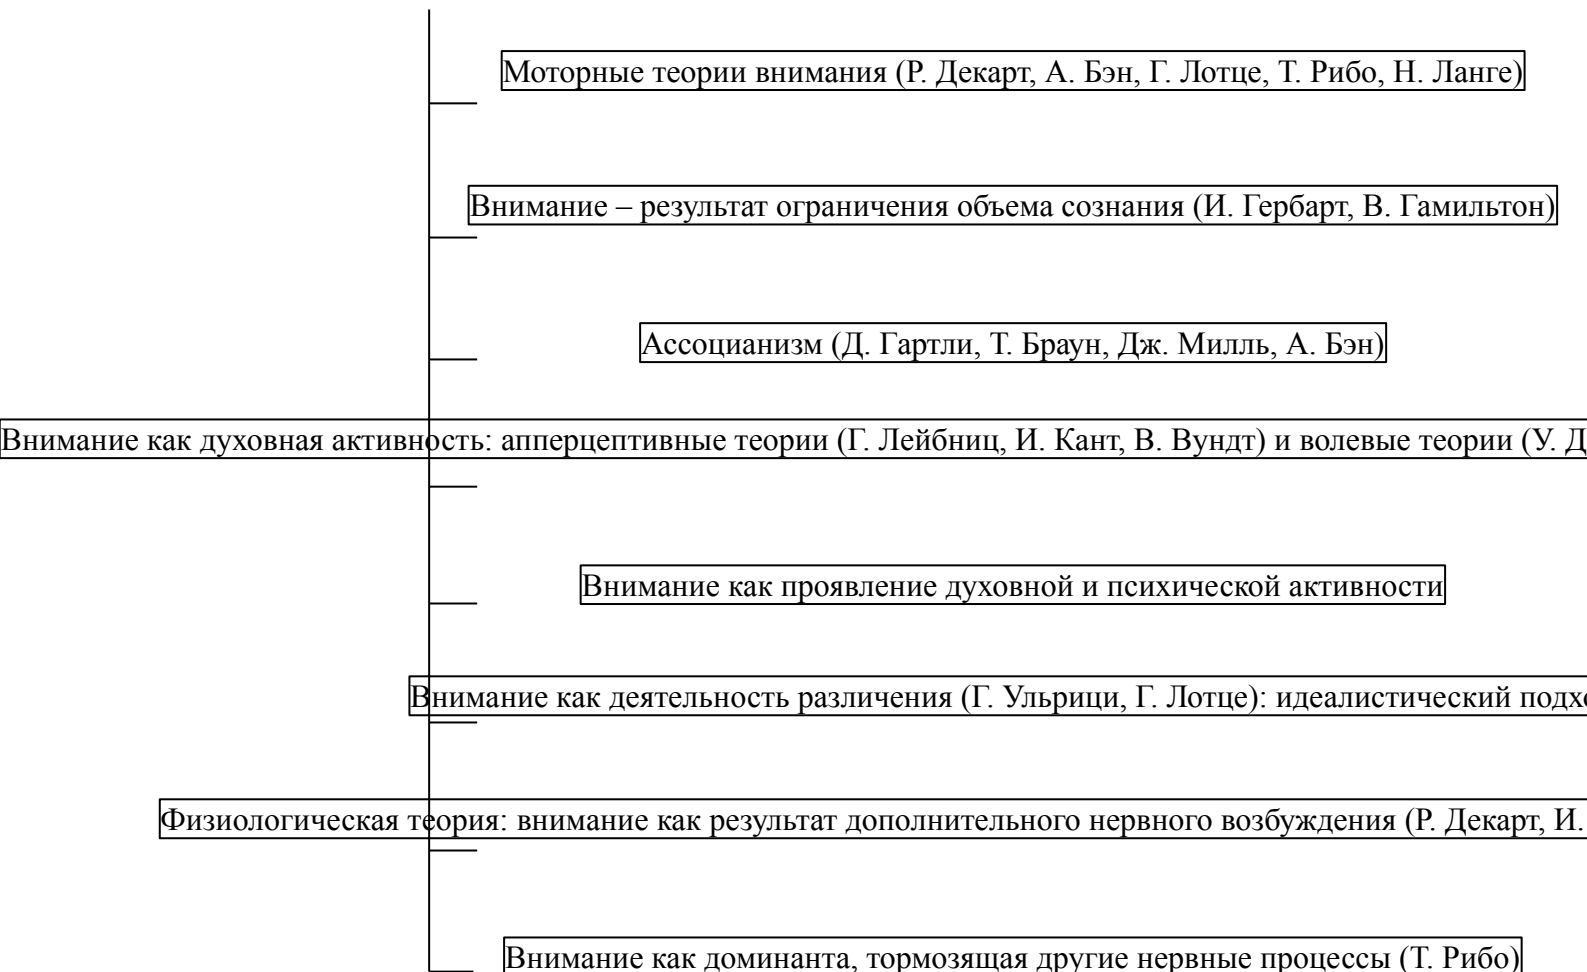 Моторные теории внимания (Р. Декарт, А. Бэн, Г. Лотце, Т. Рибо, Н. Ланге)
Внимание – результат ограничения объема сознания (И. Гербарт, В. Гамильтон)
Ассоцианизм (Д. Гартли, Т. Браун, Дж. Милль, А. Бэн)
Внимание как духовная активность: апперцептивные теории (Г. Лейбниц, И. Кант, В. Вундт) и волевые теории (У.
Внимание как проявление духовной и психической активности
Внимание как деятельность различения (Г. Ульрици, Г. Лотце): идеалистический
Физиологическая теория: внимание как результат дополнительного нервного возбуждения (Р. Декарт, И.
Внимание как доминанта, тормозящая другие нервные процессы (Т. Рибо)